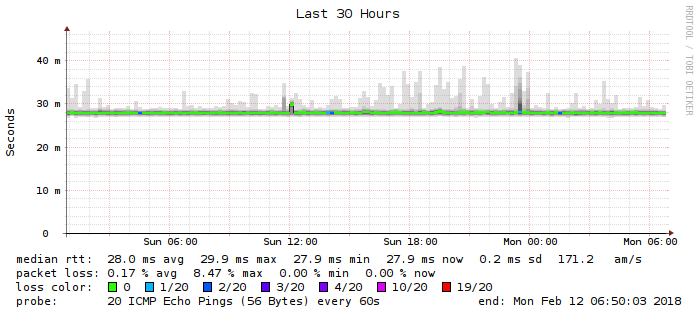 Last 30 Hours
RRDTOOL / TOBI OETIKER
Seconds
40 m
30 m
20 m
10 m
0
Sun 06:00 Sun 12:00 Sun 18:00 Mon 00:00 Mon 06:00
median rtt: 28.0 ms avg 29.9 ms max 27.9 ms min 27.9 ms now 0.2 ms sd 171.2 am/s
packet loss: 0.17 % avg 8.47 % max 0.00 % min 0.00 % now
loss color: 0 1/20 2/20 3/20 4/20 10/20 19/20
probe: 20 ICMP Echo Pings (56 Bytes) every 60s end: Mon Feb 12 06:50:03 2018